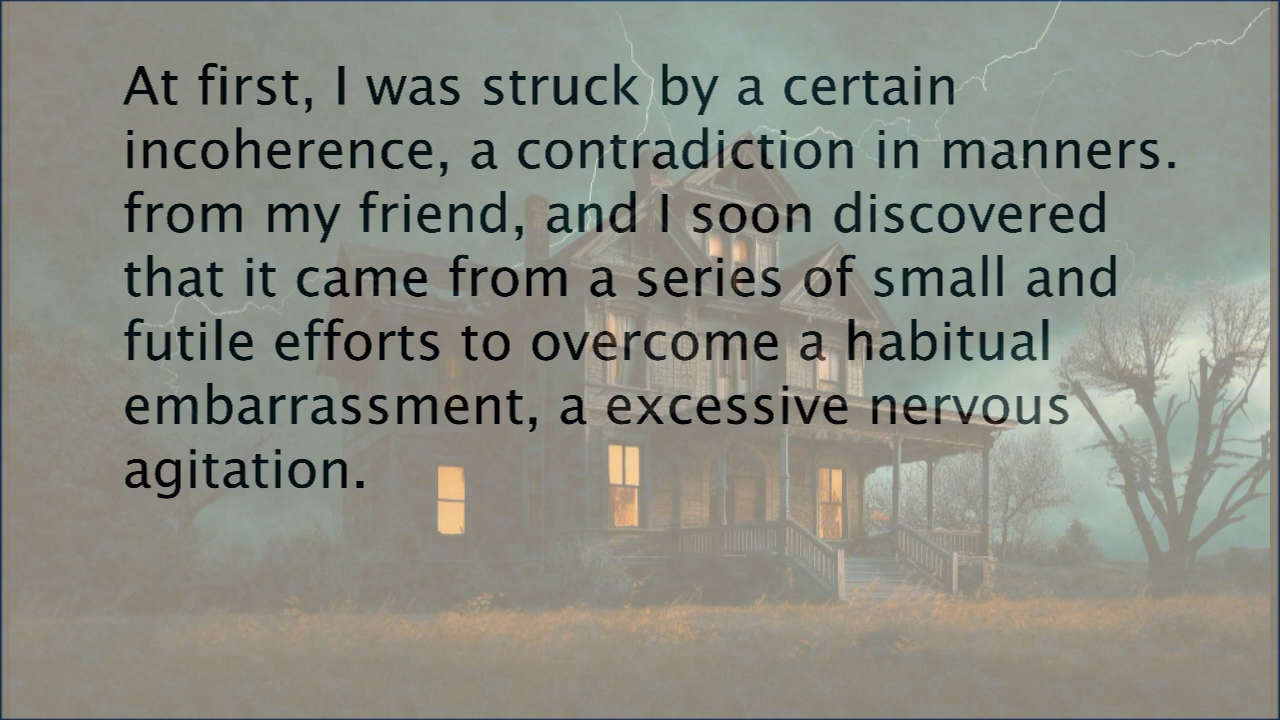 At first, I was struck by a certain
incoherence, a contradiction in manners.
from my friend, and I soon discovered
that it came from a series of small and
futile efforts to overcome a habitual
embarrassment, a excessive nervous
agitation.